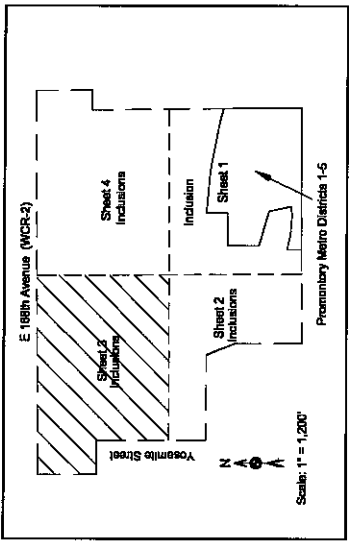 E 168th Avenue (WCR-2)
Sheet 4
Inclusions
Sheet 3
Inclusions
Inclusion
Sheet 1
Sheet 2
Inclusions
Yosemite Street
N
Scale: 1" = 1,200'
Promontory Metro Districts 1-5